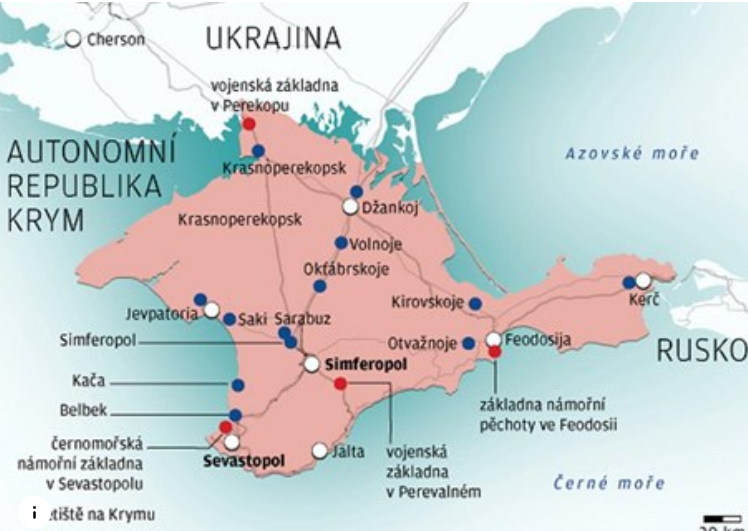 Cherson
UKRAJINA
vojenská základna
v Perekopu
AUTONOMNÍ
REPUBLIKA
KRYM
Azovské moře
Krasnoperekopsk
Krasnoperekopsk
Džankoj
Volnoje
Okťábrskoje
Kirovskoje
Kerč
Jevpatoria
Saki
Sarabuz
Simferopol
Otvažnoje
Feodosija
RUSKO
Simferopol
Kača
Belbek
základna námořní
pěchoty ve Feodosii
černomořská
námořní základna
v Sevastopolu
Sevastopol
Jalta
vojenská
základna
v Perevalném
Černé moře
i
na Krymu